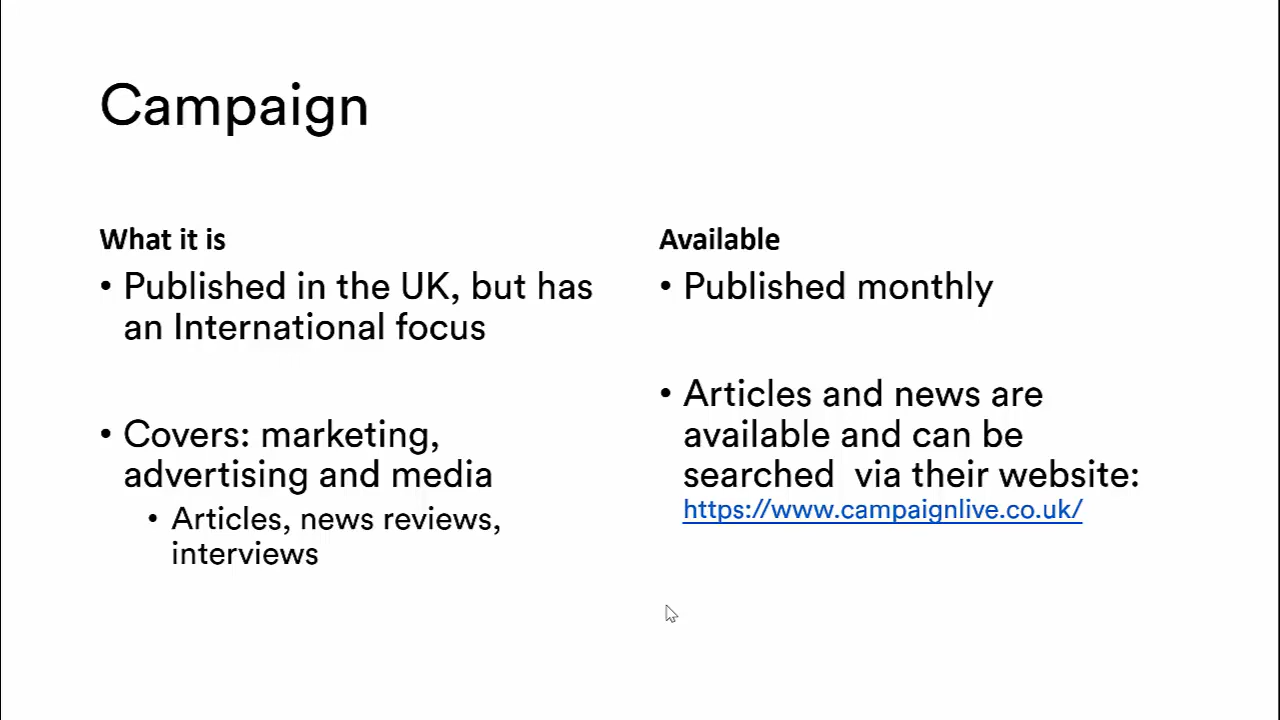 Campaign
What it is
• Published in the UK, but has
an International focus
• Covers: marketing,
advertising and media
• Articles, news reviews,
interviews
Available
• Published monthly
• Articles and news are
available and can be
searched  via their website:
https://www.campaignlive.co.uk/